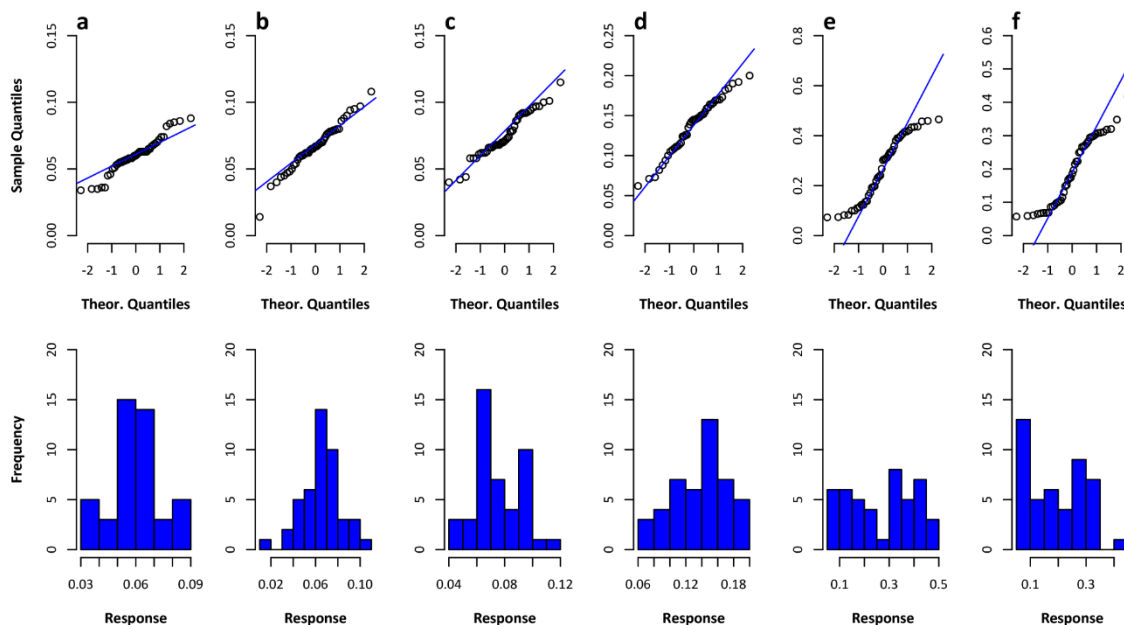 a b c d e f
Sample Quantiles
0.00 0.05 0.10 0.15
0.00 0.05 0.10 0.15
0.00 0.05 0.10 0.15
0.00 0.05 0.10 0.15 0.20 0.25
0.0 0.2 0.4 0.6 0.8
0.0 0.1 0.2 0.3 0.4 0.5 0.6
-2 -1 0 1 2 -2 -1 0 1 2 -2 -1 0 1 2 -2 -1 0 1 2 -2 -1 0 1 2 -2 -1 0 1 2
Theor. Quantiles Theor. Quantiles Theor. Quantiles Theor. Quantiles Theor. Quantiles Theor. Quantiles
Frequency
0 5 10 15 20
0 5 10 15 20
0 5 10 15 20
0 5 10 15 20
0 5 10 15 20
0 5 10 15 20
0.03 0.09 0.02 0.06 0.10 0.04 0.08 0.12 0.06 0.12 0.18 0.1 0.3 0.5 0.1 0.3
Response Response Response Response Response Response